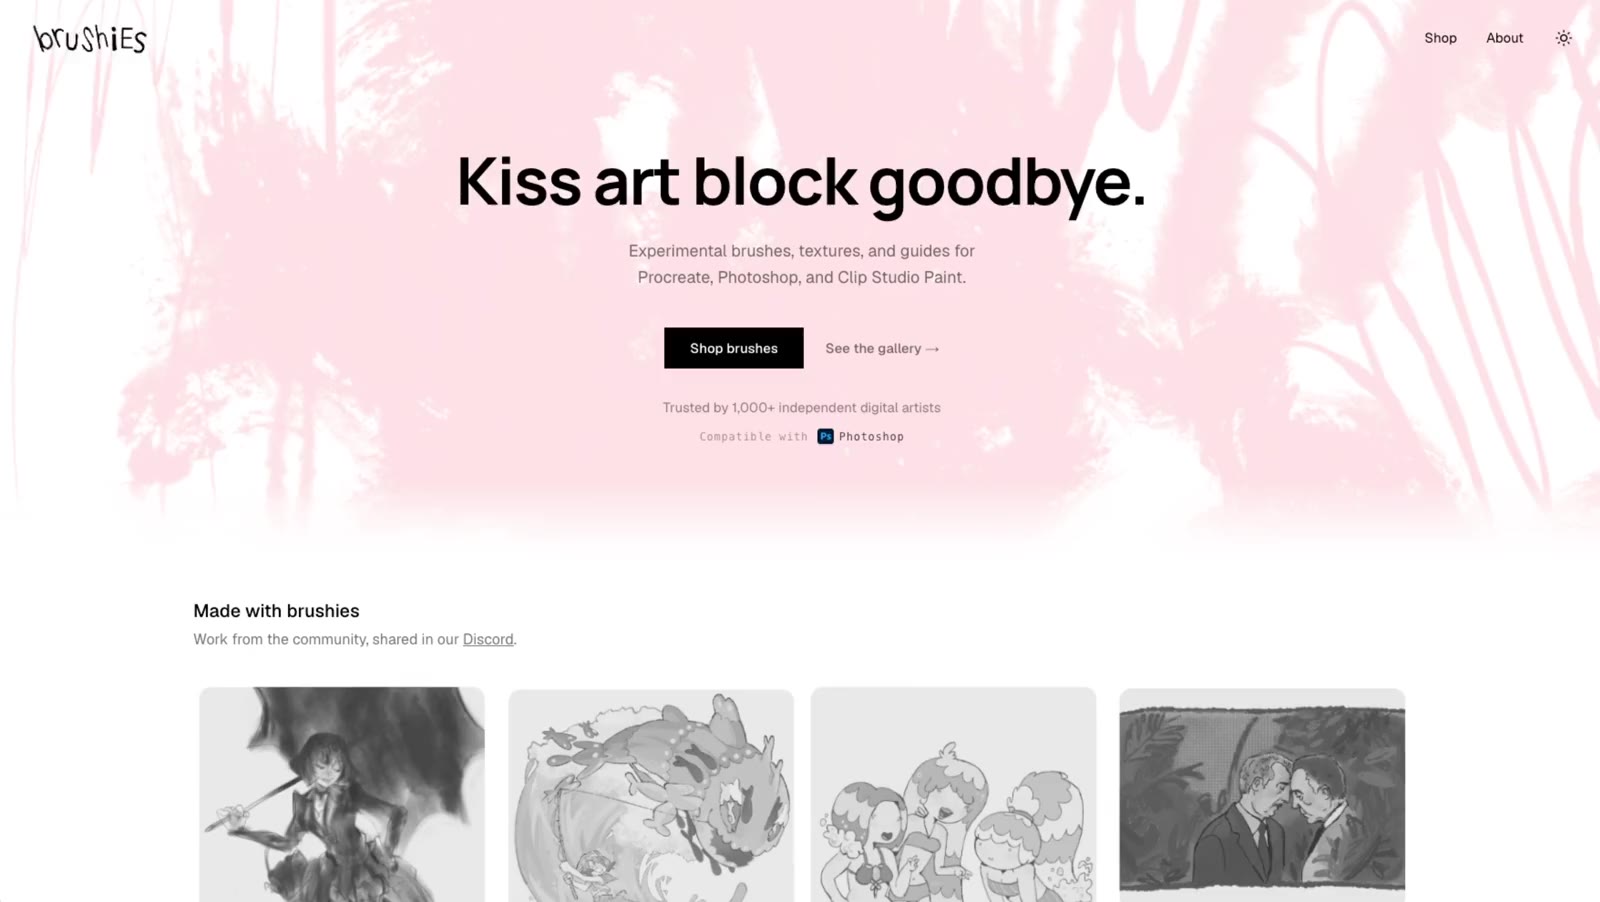 bruShiEs
Shop
About
Kiss art block goodbye.
Experimental brushes, textures, and guides for
Procreate, Photoshop, and Clip Studio Paint.
Shop brushes
See the gallery →
Trusted by 1,000+ independent digital artists
Compatible with Ps Photoshop
Made with brushies
Work from the community, shared in our Discord.